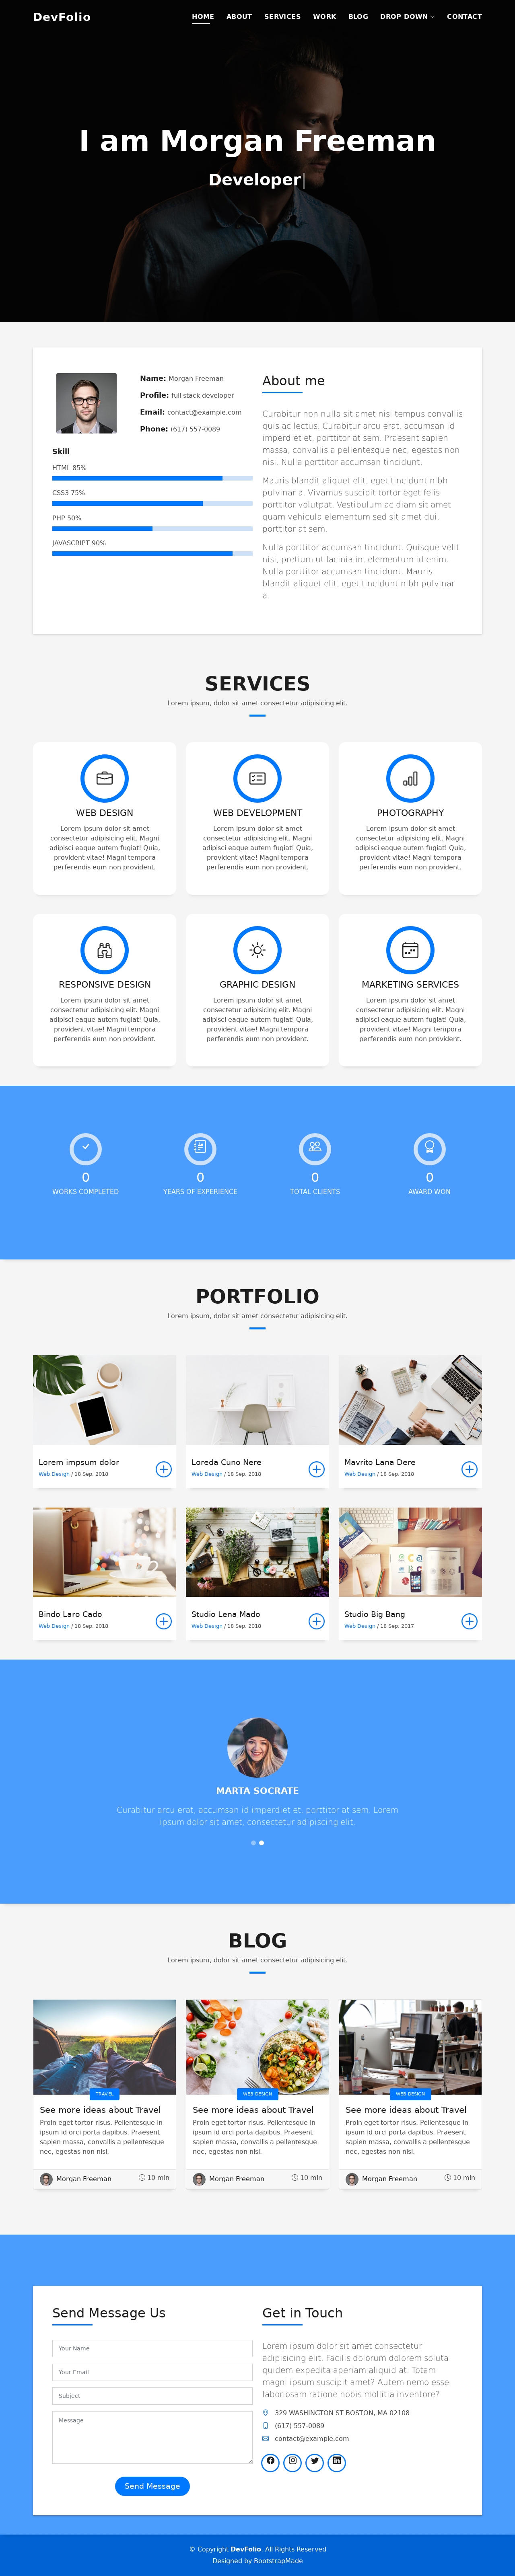 DevFolio
HOME ABOUT SERVICES WORK BLOG DROP DOWN CONTACT
I am Morgan Freeman
Developer
Name: Morgan Freeman
Profile: full stack developer
Email: contact@example.com
Phone: (617) 557-0089
Skill
HTML 85%
CSS3 75%
PHP 50%
JAVASCRIPT 90%
About me
Curabitur non nulla sit amet nisl tempus convallis
quis ac lectus. Curabitur arcu erat, accumsan id
imperdiet et, porttitor at sem. Praesent sapien
massa, convallis a pellentesque nec, egestas non
nisi. Nulla porttitor accumsan tincidunt.
Mauris blandit aliquet elit, eget tincidunt nibh
pulvinar a. Vivamus suscipit tortor eget felis
porttitor volutpat. Vestibulum ac diam sit amet
quam vehicula elementum sed sit amet dui.
porttitor at sem.
Nulla porttitor accumsan tincidunt. Quisque velit
nisi, pretium ut lacinia in, elementum id enim.
Nulla porttitor accumsan tincidunt. Mauris
blandit aliquet elit, eget tincidunt nibh pulvinar
a.
SERVICES
Lorem ipsum, dolor sit amet consectetur adipisicing elit.
WEB DESIGN
Lorem ipsum dolor sit amet
consectetur adipisicing elit. Magni
adipisci eaque autem fugiat! Quia,
provident vitae! Magni tempora
perferendis eum non provident.
WEB DEVELOPMENT
Lorem ipsum dolor sit amet
consectetur adipisicing elit. Magni
adipisci eaque autem fugiat! Quia,
provident vitae! Magni tempora
perferendis eum non provident.
PHOTOGRAPHY
Lorem ipsum dolor sit amet
consectetur adipisicing elit. Magni
adipisci eaque autem fugiat! Quia,
provident vitae! Magni tempora
perferendis eum non provident.
RESPONSIVE DESIGN
Lorem ipsum dolor sit amet
consectetur adipisicing elit. Magni
adipisci eaque autem fugiat! Quia,
provident vitae! Magni tempora
perferendis eum non provident.
GRAPHIC DESIGN
Lorem ipsum dolor sit amet
consectetur adipisicing elit. Magni
adipisci eaque autem fugiat! Quia,
provident vitae! Magni tempora
perferendis eum non provident.
MARKETING SERVICES
Lorem ipsum dolor sit amet
consectetur adipisicing elit. Magni
adipisci eaque autem fugiat! Quia,
provident vitae! Magni tempora
perferendis eum non provident.
0
WORKS COMPLETED
0
YEARS OF EXPERIENCE
0
TOTAL CLIENTS
0
AWARD WON
PORTFOLIO
Lorem ipsum, dolor sit amet consectetur adipisicing elit.
Lorem impsum dolor
Web Design / 18 Sep. 2018
Loreda Cuno Nere
Web Design / 18 Sep. 2018
Mavrito Lana Dere
Web Design / 18 Sep. 2018
Bindo Laro Cado
Web Design / 18 Sep. 2018
Studio Lena Mado
Web Design / 18 Sep. 2018
Studio Big Bang
Web Design / 18 Sep. 2017
MARTA SOCRATE
Curabitur arcu erat, accumsan id imperdiet et, porttitor at sem. Lorem
ipsum dolor sit amet, consectetur adipiscing elit.
BLOG
Lorem ipsum, dolor sit amet consectetur adipisicing elit.
TRAVEL
See more ideas about Travel
Proin eget tortor risus. Pellentesque in
ipsum id orci porta dapibus. Praesent
sapien massa, convallis a pellentesque
nec, egestas non nisi.
Morgan Freeman 10 min
WEB DESIGN
See more ideas about Travel
Proin eget tortor risus. Pellentesque in
ipsum id orci porta dapibus. Praesent
sapien massa, convallis a pellentesque
nec, egestas non nisi.
Morgan Freeman 10 min
WEB DESIGN
See more ideas about Travel
Proin eget tortor risus. Pellentesque in
ipsum id orci porta dapibus. Praesent
sapien massa, convallis a pellentesque
nec, egestas non nisi.
Morgan Freeman 10 min
Send Message Us
Your Name
Your Email
Subject
Message
Send Message
Get in Touch
Lorem ipsum dolor sit amet consectetur
adipisicing elit. Facilis dolorum dolorem soluta
quidem expedita aperiam aliquid at. Totam
magni ipsum suscipit amet? Autem nemo esse
laboriosam ratione nobis mollitia inventore?
329 WASHINGTON ST BOSTON, MA 02108
(617) 557-0089
contact@example.com
© Copyright DevFolio. All Rights Reserved
Designed by BootstrapMade